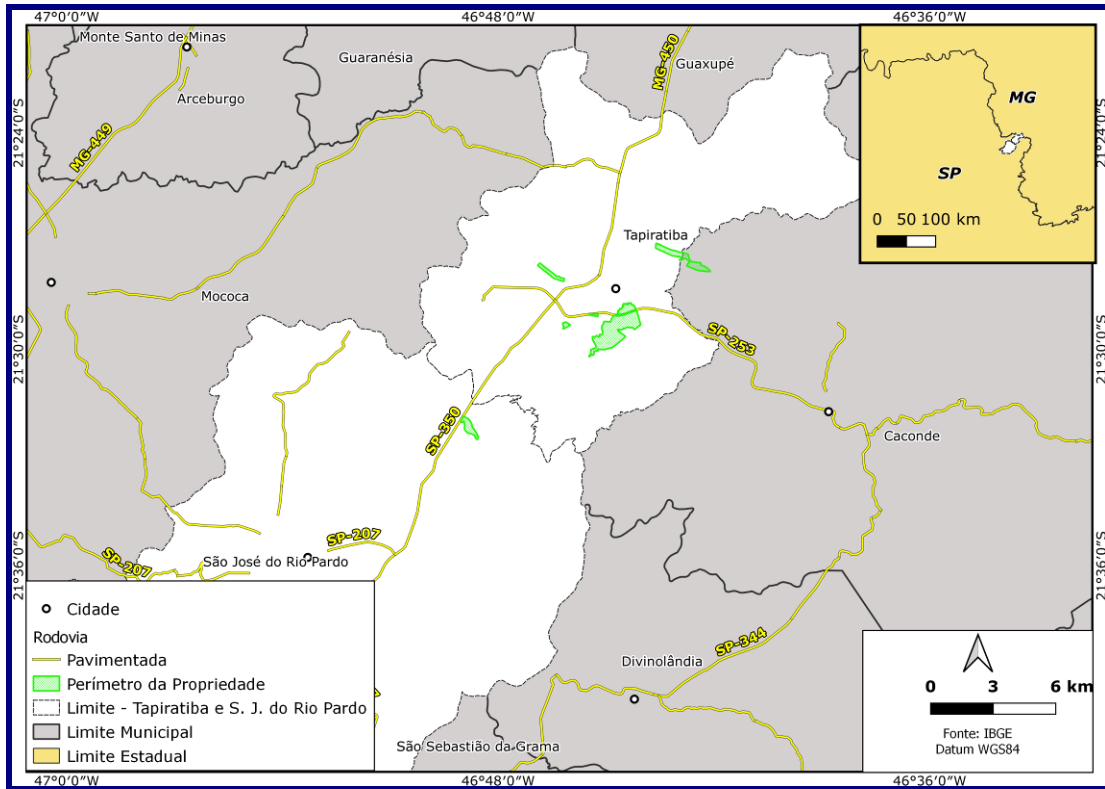 47°0'0"W
46°48'0"W
46°36'0"W
Monte Santo de Minas
Guaranésia
Guaxupé
MG-450
Arceburgo
MG-449
21°24'0"S
21°24'0"S
MG
SP
0 50 100 km
Tapiratiba
Mococa
SP-253
21°30'0"S
21°30'0"S
SP-350
Caconde
SP-207
SP-207
São José do Rio Pardo
21°36'0"S
21°36'0"S
Cidade
Rodovia
Pavimentada
Perímetro da Propriedade
Limite - Tapiratiba e S. J. do Rio Pardo
Limite Municipal
Limite Estadual
SP-344
Divinolândia
São Sebastião da Grama
0 3 6 km
Fonte: IBGE
Datum WGS84
47°0'0"W
46°48'0"W
46°36'0"W